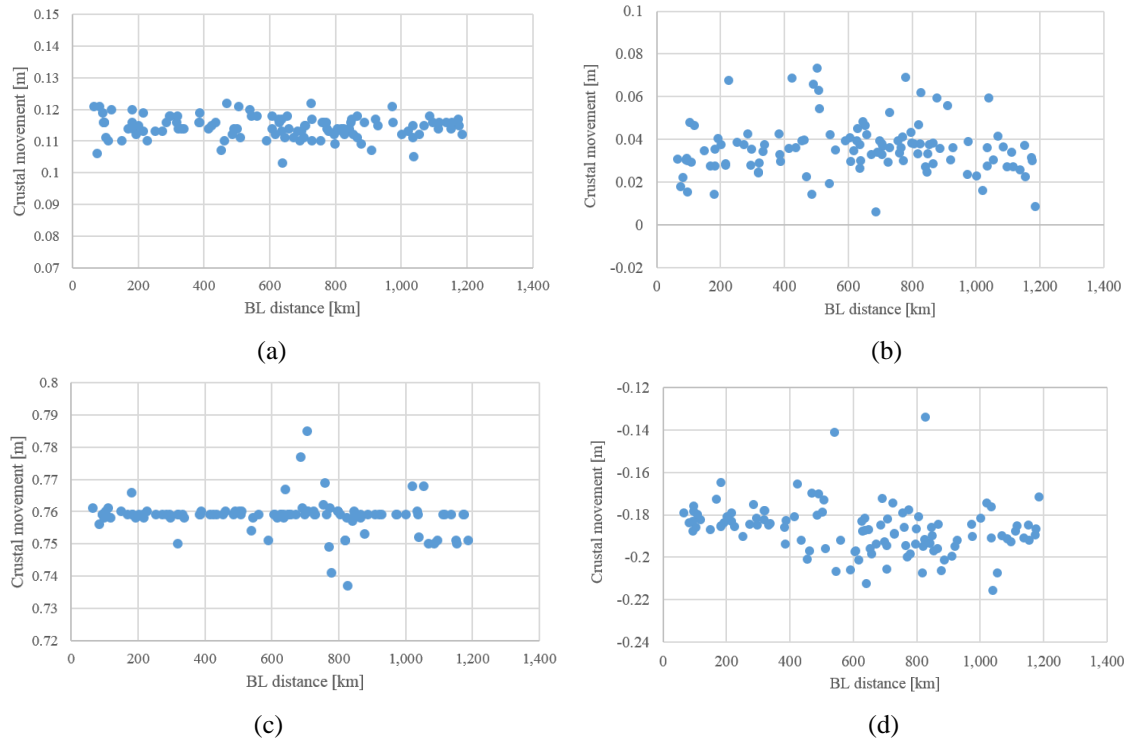 0.15
0.14
0.13
0.12
0.11
0.1
0.09
0.08
0.07
Crustal movement [m]
0 200 400 600 800 1,000 1,200 1,400
BL distance [km]
(a)
0.1
0.08
0.06
0.04
0.02
0
-0.02
Crustal movement [m]
0 200 400 600 800 1,000 1,200 1,400
BL distance [km]
(b)
0.8
0.79
0.78
0.77
0.76
0.75
0.74
0.73
0.72
Crustal movement [m]
0 200 400 600 800 1,000 1,200 1,400
BL distance [km]
(c)
-0.12
-0.14
-0.16
-0.18
-0.2
-0.22
-0.24
Crustal movement [m]
0 200 400 600 800 1,000 1,200 1,400
BL distance [km]
(d)